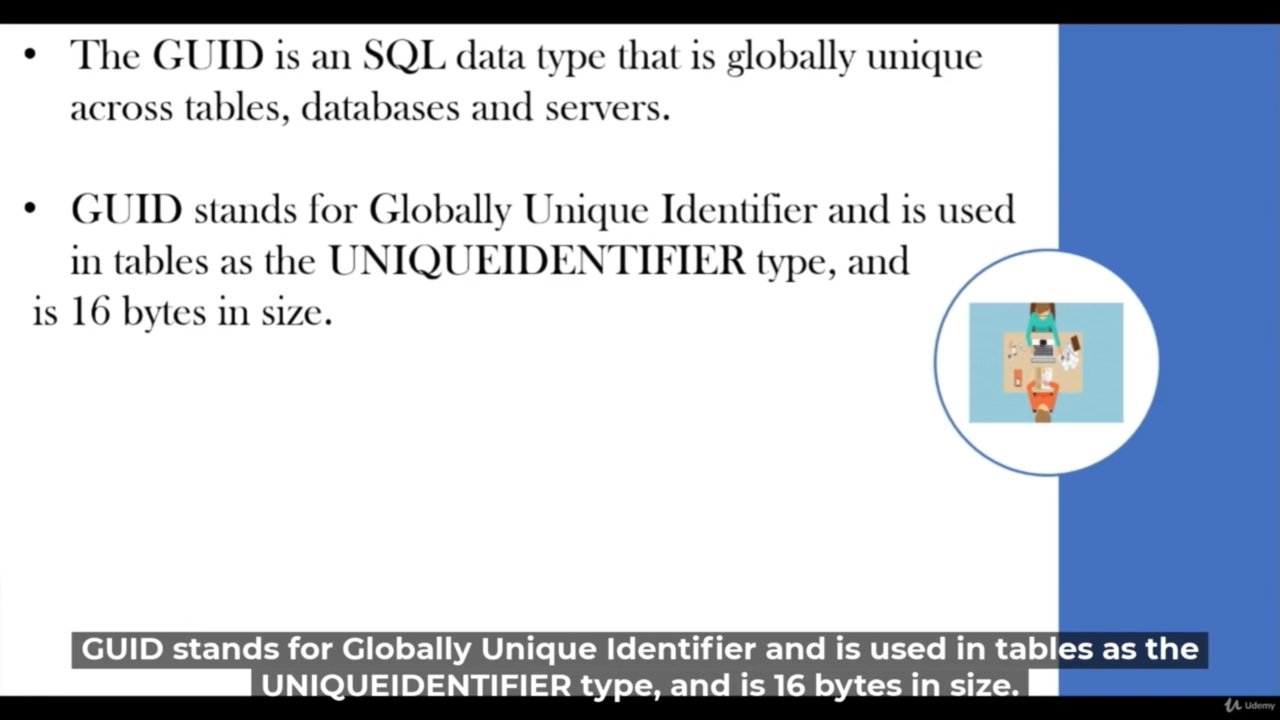 • The GUID is an SQL data type that is globally unique
across tables, databases and servers.
• GUID stands for Globally Unique Identifier and is used
in tables as the UNIQUEIDENTIFIER type, and
is 16 bytes in size.
GUID stands for Globally Unique Identifier and is used in tables as the
UNIQUEIDENTIFIER type, and is 16 bytes in size.
Udemy